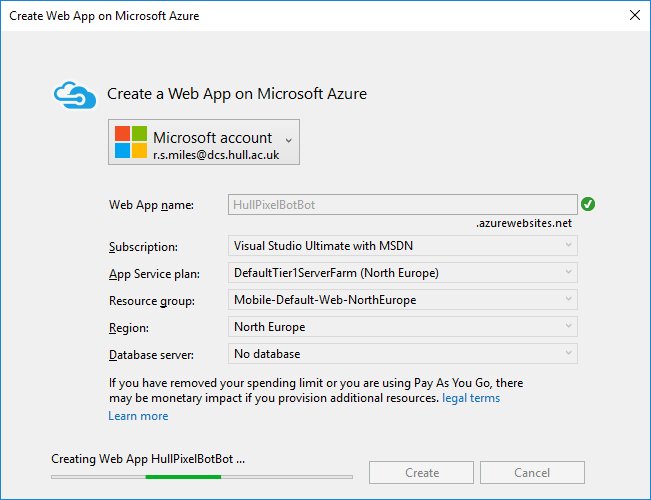 Create Web App on Microsoft Azure
Create a Web App on Microsoft Azure
Microsoft account
r.s.miles@dcs.hull.ac.uk
Web App name: HullPixelBotBot
.azurewebsites.net
Subscription: Visual Studio Ultimate with MSDN
App Service plan: DefaultTier1ServerFarm (North Europe)
Resource group: Mobile-Default-Web-NorthEurope
Region: North Europe
Database server: No database
If you have removed your spending limit or you are using Pay As You Go, there
may be monetary impact if you provision additional resources. legal terms
Learn more
Creating Web App HullPixelBotBot ...
Create Cancel